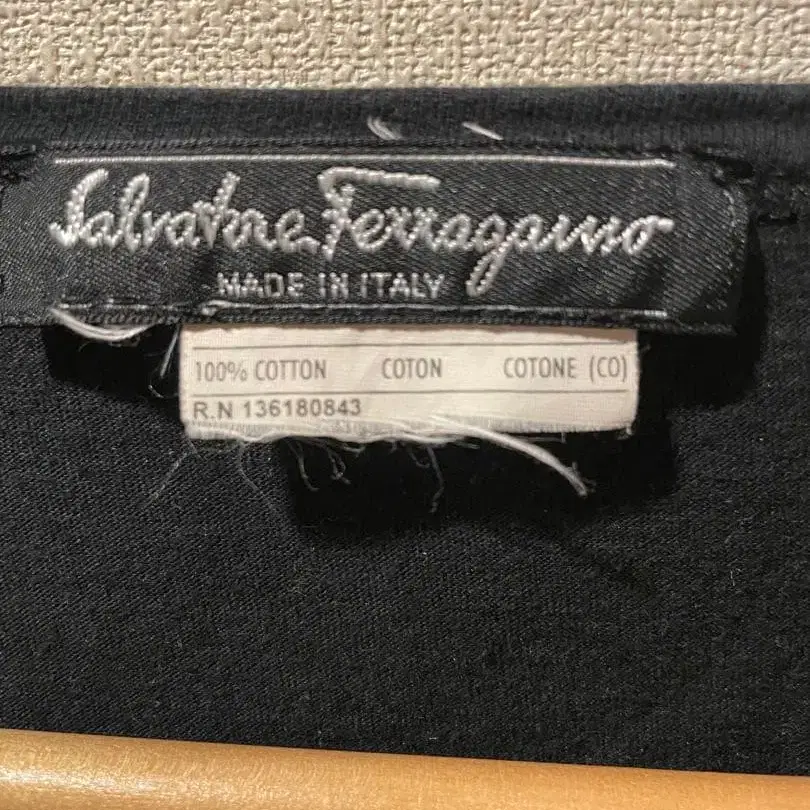 Salvatore Ferragamo
MADE IN ITALY
100% COTTON COTON COTONE (CO)
R.N 136180843